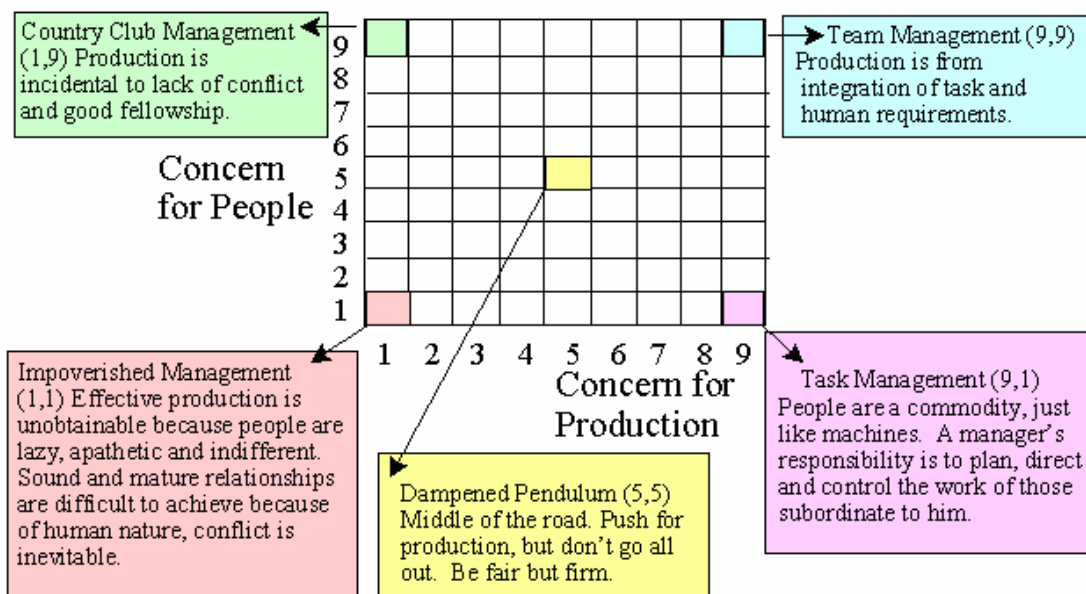 Country Club Management
(1,9) Production is
incidental to lack of conflict
and good fellowship.
Team Management (9,9)
Production is from
integration of task and
human requirements.
Concern
for People
9
8
7
6
5
4
3
2
1
1 2 3 4 5 6 7 8 9
Concern for
Production
Impoverished Management
(1,1) Effective production is
unobtainable because people are
lazy, apathetic and indifferent.
Sound and mature relationships
are difficult to achieve because
of human nature, conflict is
inevitable.
Dampened Pendulum (5,5)
Middle of the road. Push for
production, but don't go all
out. Be fair but firm.
Task Management (9,1)
People are a commodity, just
like machines. A manager's
responsibility is to plan, direct
and control the work of those
subordinate to him.